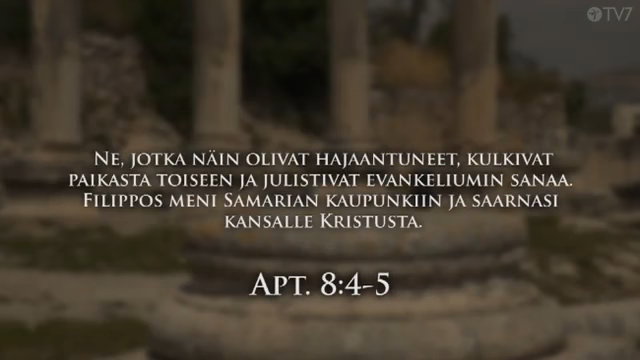 TV7
Ne, jotka näin olivat hajaantuneet, kulkivat
paikasta toiseen ja julistivat evankeliumin sanaa.
Filippos meni Samarian kaupunkiin ja saarnasi
kansalle Kristusta.
Apt. 8:4-5